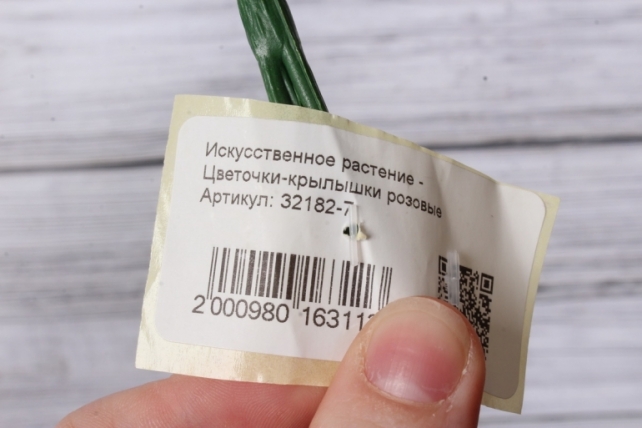 Искусственное растение -
Цветочки-крылышки розовые
Артикул: 32182-7
2 000980 16311